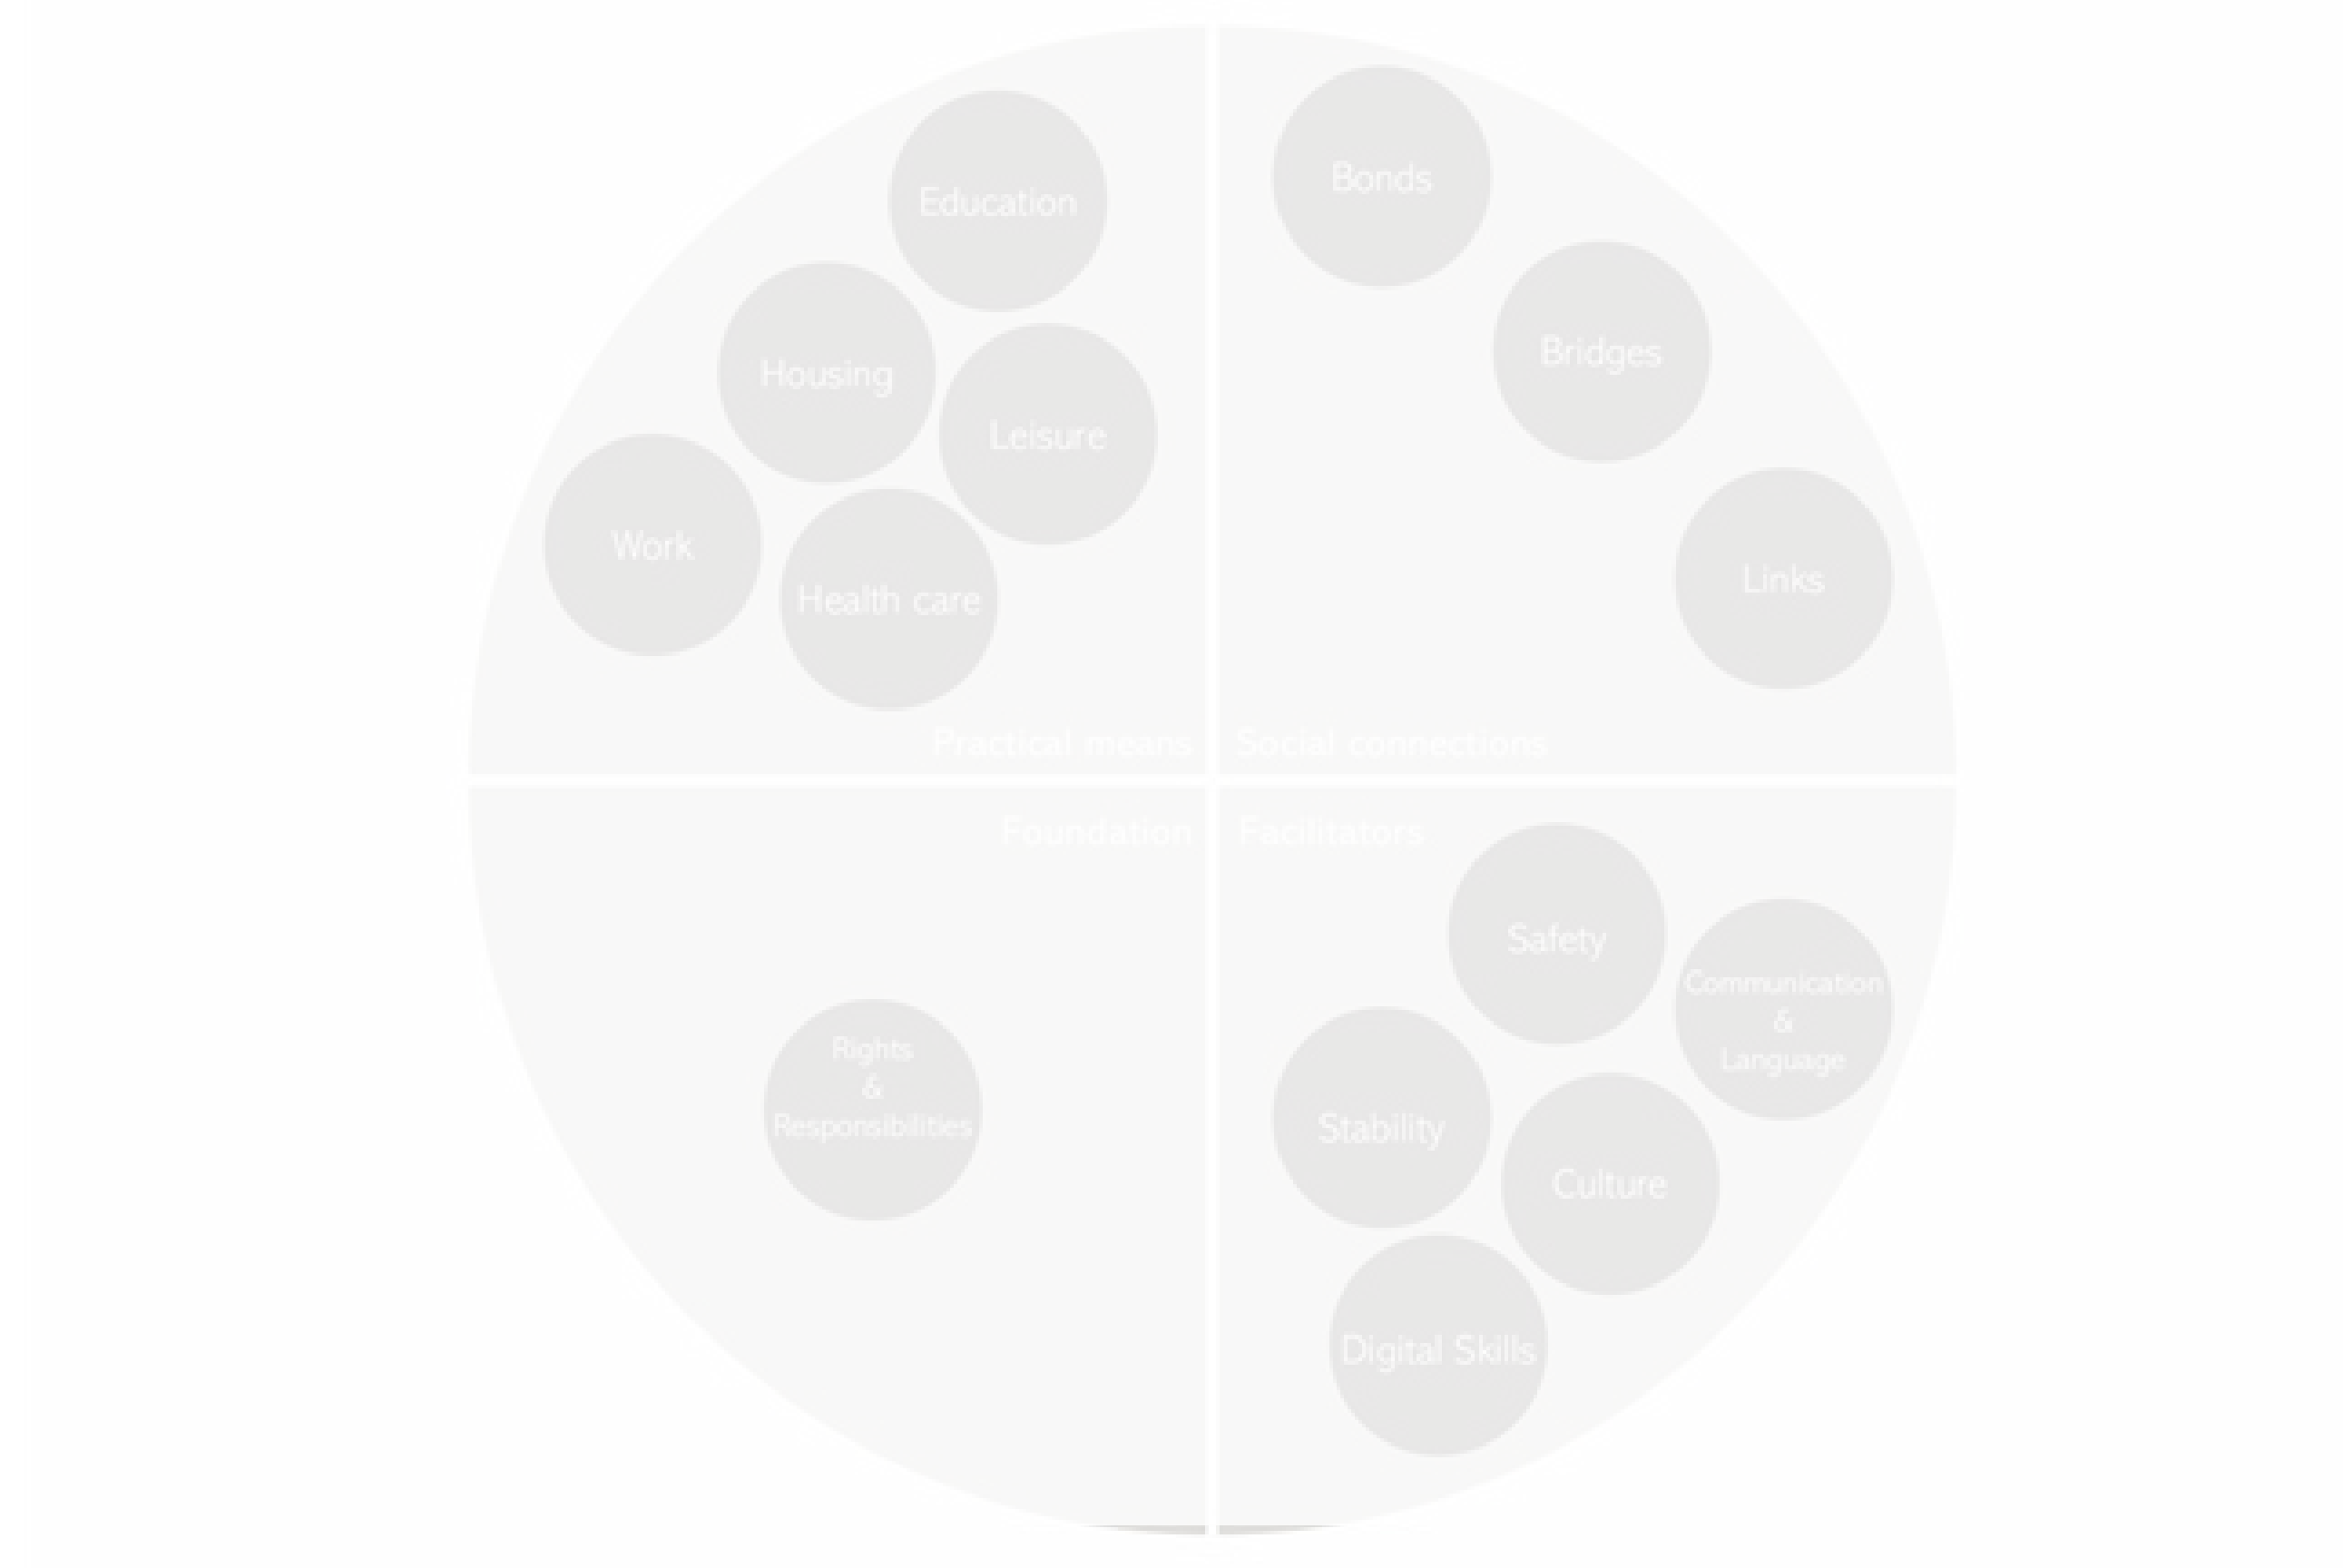 Education
Housing
Leisure
Work
Health care
Practical means
Bonds
Bridges
Links
Social connections
Foundation
Rights
&
Responsibilities
Facilitators
Safety
Communication
&
Language
Stability
Culture
Digital Skills